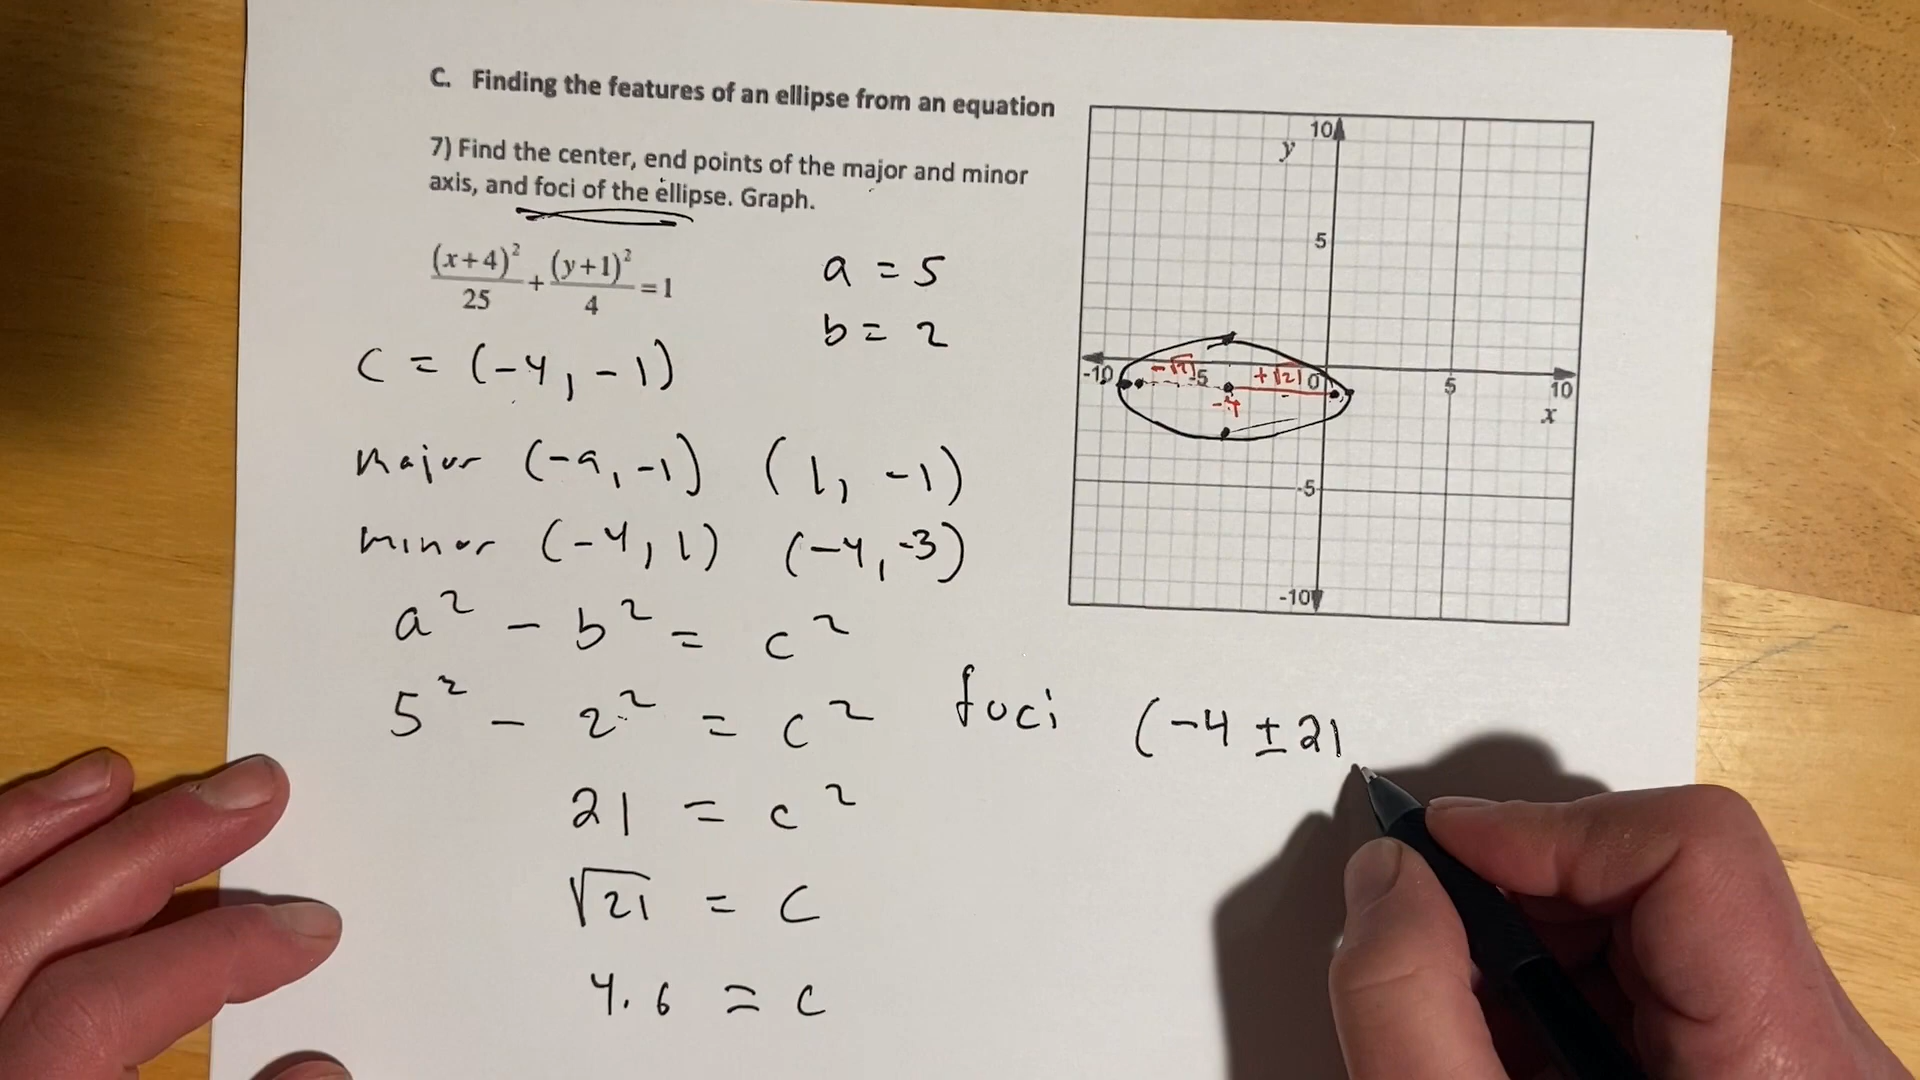 C. Finding the features of an ellipse from an equation
7) Find the center, end points of the major and minor
axis, and foci of the ellipse. Graph.
(x+4)²/25 + (y+1)²/4 = 1
a = 5
b = 2
C = (-4, -1)
major (-9, -1) (1, -1)
minor (-4, 1) (-4, -3)
a² - b² = c²
5² - 2² = c²
21 = c²
√21 = C
4.6 = C
10
y
5
-√21
-5
+√21
0
-10
-4
5
10
x
-5
-10
foci (-4 ± 21